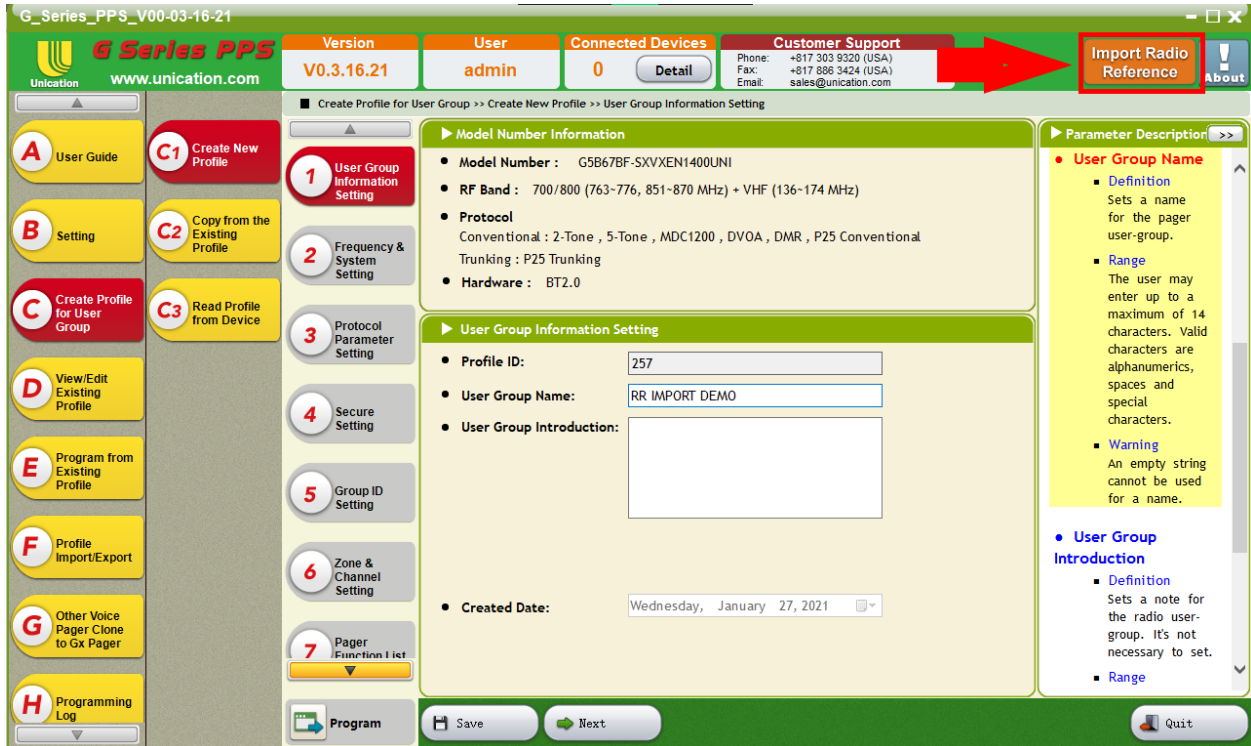 G_Series_PPS_V00-03-16-21
Unication
G Series PPS
www.unication.com
Version
V0.3.16.21
User
admin
Connected Devices
0
Detail
Customer Support
Phone: +817 303 9320 (USA)
Fax: +817 886 3424 (USA)
Email: sales@unication.com
Import Radio
Reference
About
Create Profile for User Group >> Create New Profile >> User Group Information Setting
A User Guide
B Setting
C Create Profile
for User
Group
D View/Edit
Existing
Profile
E Program from
Existing
Profile
F Profile
Import/Export
G Other Voice
Pager Clone
to Gx Pager
H Programming
Log
C1 Create New
Profile
C2 Copy from the
Existing
Profile
C3 Read Profile
from Device
1 User Group
Information
Setting
2 Frequency &
System
Setting
3 Protocol
Parameter
Setting
4 Secure
Setting
5 Group ID
Setting
6 Zone &
Channel
Setting
7 Pager
Function List
Program
Model Number Information
Model Number : G5B67BF-SXVXEN1400UNI
RF Band : 700/800 (763~776, 851~870 MHz) + VHF (136~174 MHz)
Protocol
Conventional : 2-Tone , 5-Tone , MDC1200 , DVOA , DMR , P25 Conventional
Trunking : P25 Trunking
Hardware : BT2.0
User Group Information Setting
Profile ID: 257
User Group Name: RR IMPORT DEMO
User Group Introduction:
Created Date: Wednesday, January 27, 2021
Save
Next
Quit
Parameter Description >>
User Group Name
Definition
Sets a name
for the pager
user-group.
Range
The user may
enter up to a
maximum of 14
characters. Valid
characters are
alphanumerics,
spaces and
special
characters.
Warning
An empty string
cannot be used
for a name.
User Group
Introduction
Definition
Sets a note for
the radio user-
group. It's not
necessary to set.
Range